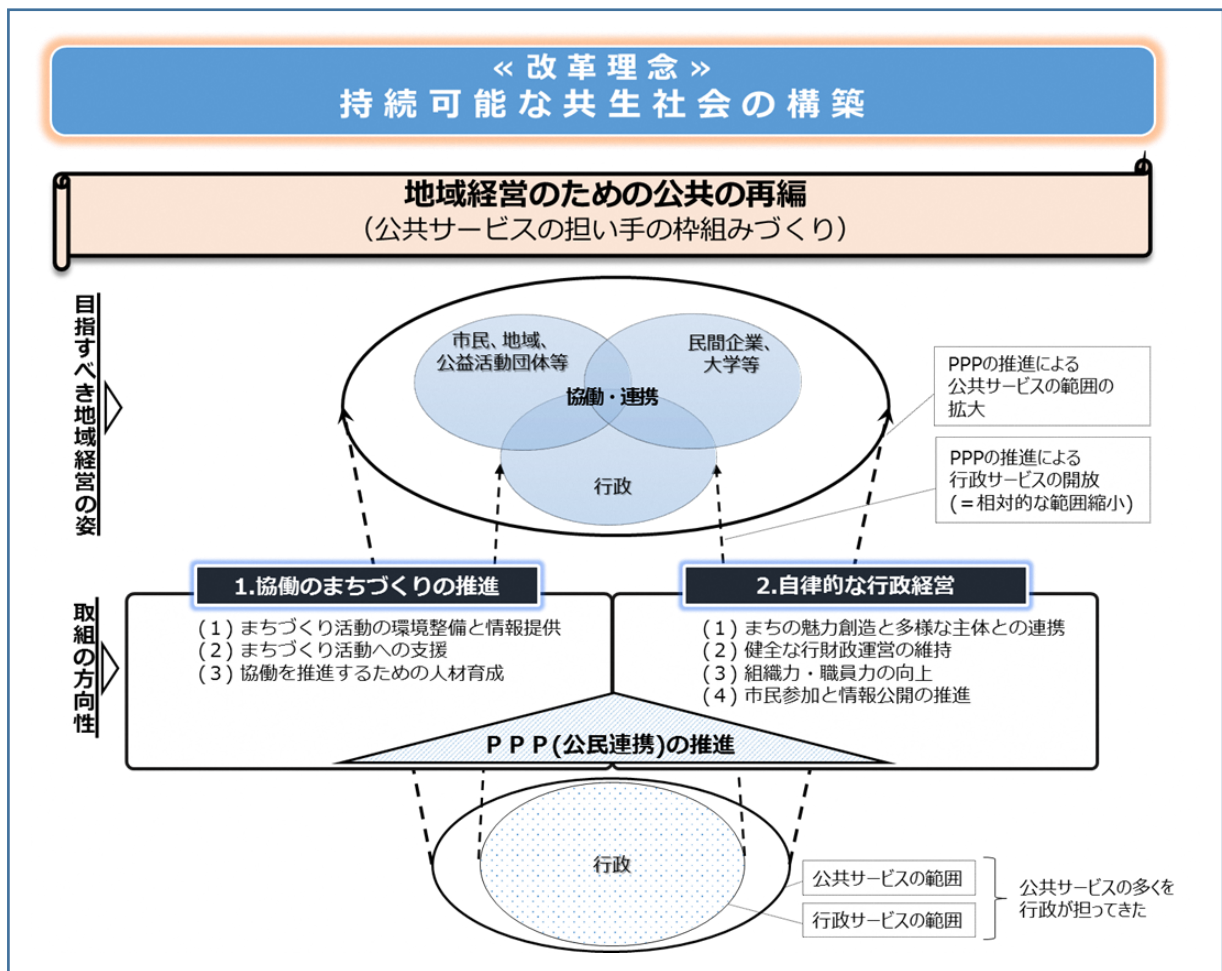 ≪改革理念≫
持続可能な共生社会の構築
地域経営のための公共の再編
（公共サービスの担い手の枠組みづくり）
目指すべき地域経営の姿
市民、地域、
公益活動団体等
民間企業、
大学等
協働・連携
行政
PPPの推進による
公共サービスの範囲の
拡大
PPPの推進による
行政サービスの開放
(＝相対的な範囲縮小)
取組の方向性
1.協働のまちづくりの推進
(１) まちづくり活動の環境整備と情報提供
(２) まちづくり活動への支援
(３) 協働を推進するための人材育成
2.自律的な行政経営
(１) まちの魅力創造と多様な主体との連携
(２) 健全な行財政運営の維持
(３) 組織力・職員力の向上
(４) 市民参加と情報公開の推進
ＰＰＰ(公民連携)の推進
行政
公共サービスの範囲
行政サービスの範囲
公共サービスの多くを
行政が担ってきた